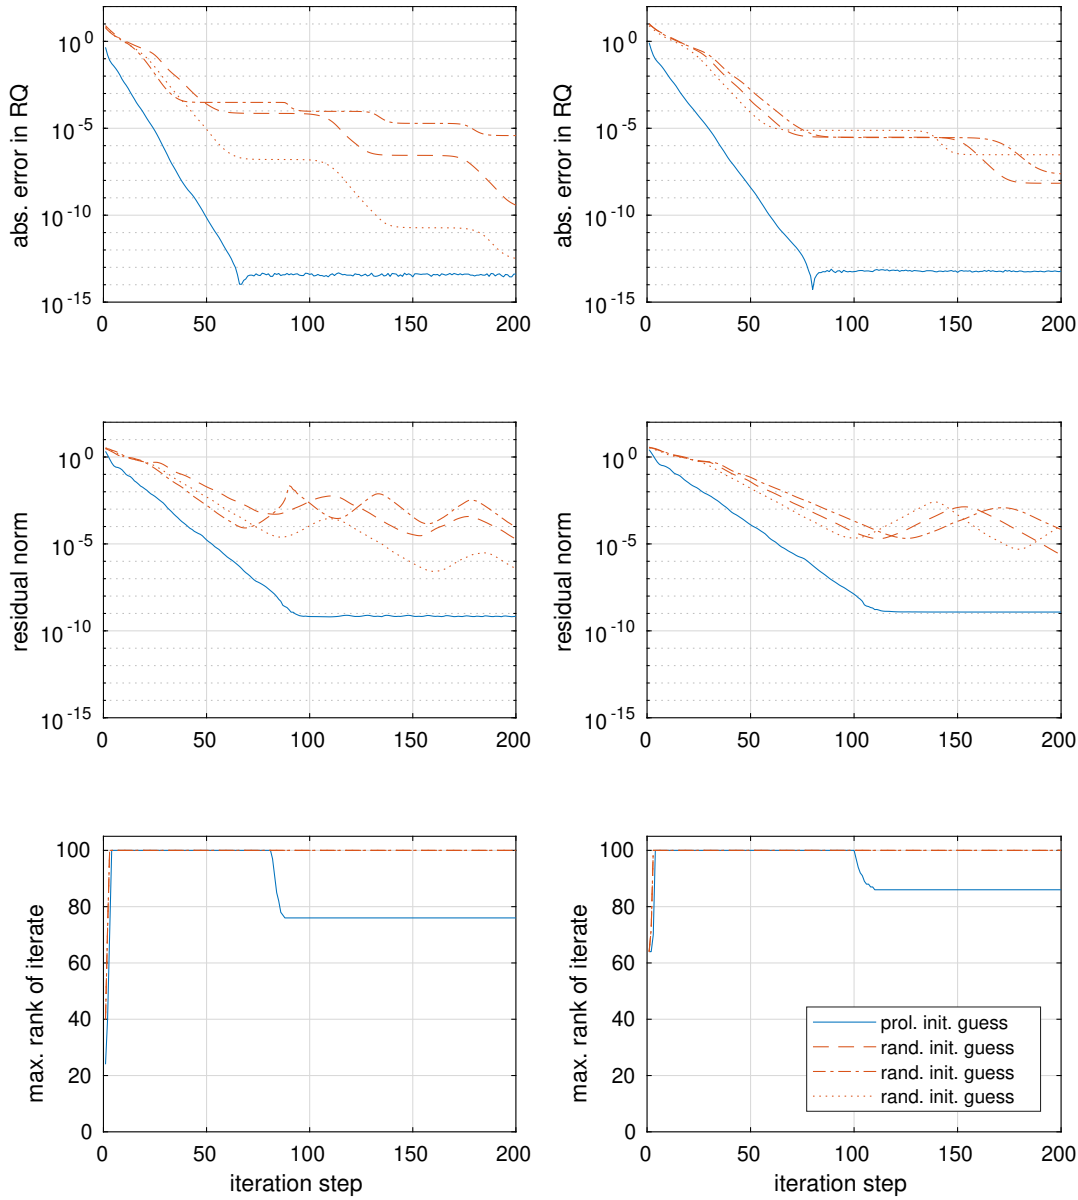 abs. error in RQ
10^0
10^-5
10^-10
10^-15
0 50 100 150 200
abs. error in RQ
10^0
10^-5
10^-10
10^-15
0 50 100 150 200
residual norm
10^0
10^-5
10^-10
10^-15
0 50 100 150 200
residual norm
10^0
10^-5
10^-10
10^-15
0 50 100 150 200
max. rank of iterate
100
80
60
40
20
0
0 50 100 150 200
iteration step
max. rank of iterate
100
80
60
40
20
0
0 50 100 150 200
iteration step
prol. init. guess
rand. init. guess
rand. init. guess
rand. init. guess